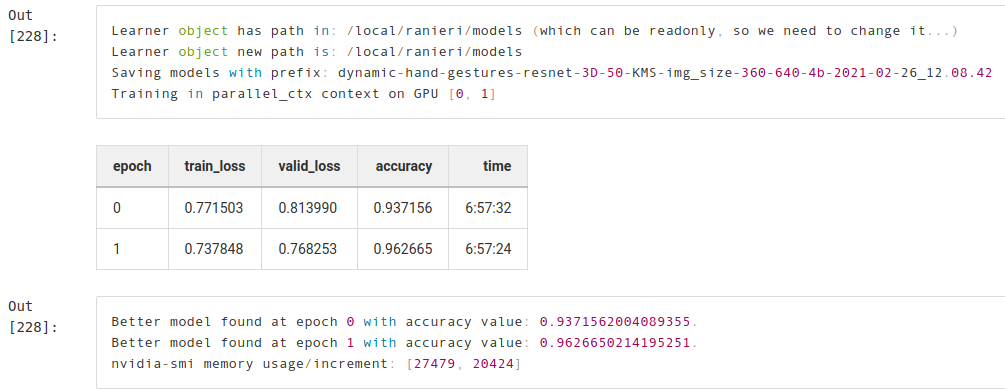 Out
[228]:
Learner object has path in: /local/ranieri/models (which can be readonly, so we need to change it...)
Learner object new path is: /local/ranieri/models
Saving models with prefix: dynamic-hand-gestures-resnet-3D-50-KMS-img_size-360-640-4b-2021-02-26_12.08.42
Training in parallel_ctx context on GPU [0, 1]
epoch train_loss valid_loss accuracy time
0 0.771503 0.813990 0.937156 6:57:32
1 0.737848 0.768253 0.962665 6:57:24
Out
[228]:
Better model found at epoch 0 with accuracy value: 0.9371562004089355.
Better model found at epoch 1 with accuracy value: 0.9626650214195251.
nvidia-smi memory usage/increment: [27479, 20424]